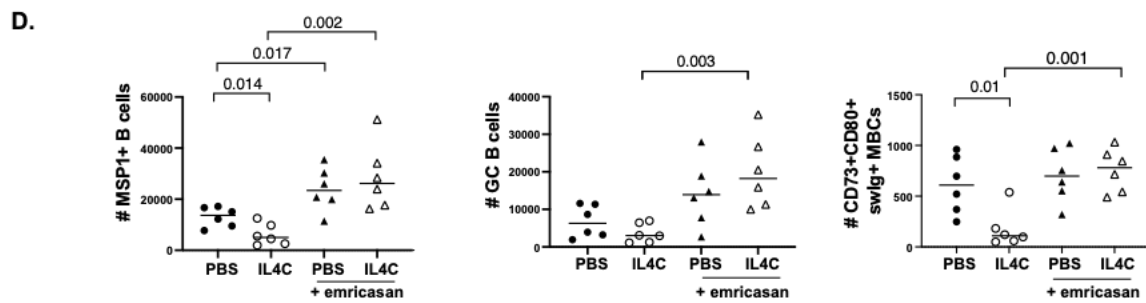 D.
0.002
0.017
0.014
# MSP1+ B cells
60000
40000
20000
0
PBS IL4C PBS IL4C
+ emricasan
0.003
# GC B cells
40000
30000
20000
10000
0
PBS IL4C PBS IL4C
+ emricasan
0.001
0.01
# CD73+CD80+
swIg+ MBCs
1500
1000
500
0
PBS IL4C PBS IL4C
+ emricasan